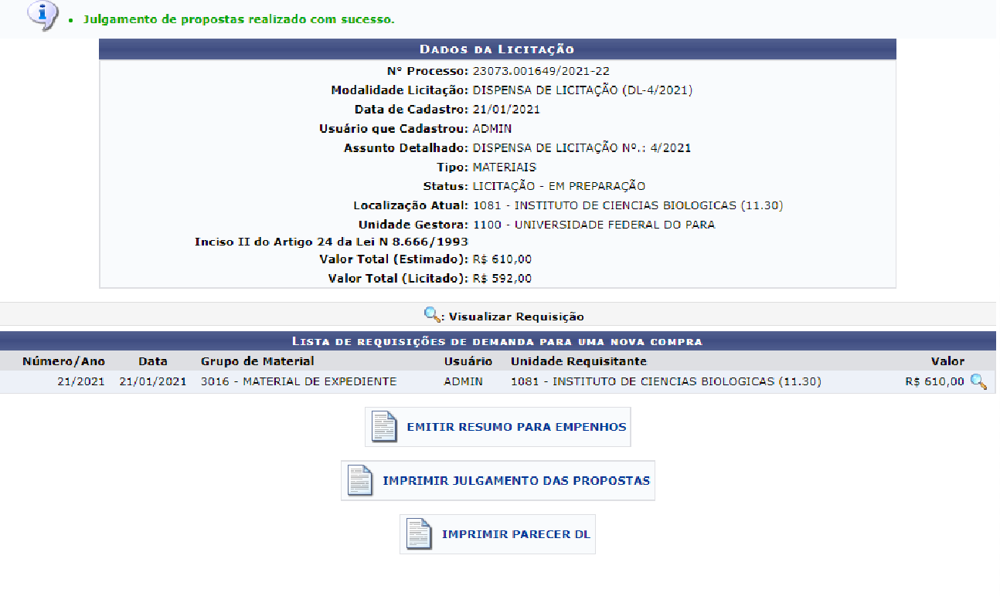 • Julgamento de propostas realizado com sucesso.
DADOS DA LICITAÇÃO
N° Processo: 23073.001649/2021-22
Modalidade Licitação: DISPENSA DE LICITAÇÃO (DL-4/2021)
Data de Cadastro: 21/01/2021
Usuário que Cadastrou: ADMIN
Assunto Detalhado: DISPENSA DE LICITAÇÃO Nº.: 4/2021
Tipo: MATERIAIS
Status: LICITAÇÃO - EM PREPARAÇÃO
Localização Atual: 1081 - INSTITUTO DE CIENCIAS BIOLOGICAS (11.30)
Unidade Gestora: 1100 - UNIVERSIDADE FEDERAL DO PARA
Inciso II do Artigo 24 da Lei N 8.666/1993
Valor Total (Estimado): R$ 610,00
Valor Total (Licitado): R$ 592,00
: Visualizar Requisição
LISTA DE REQUISIÇÕES DE DEMANDA PARA UMA NOVA COMPRA
Número/Ano Data Grupo de Material Usuário Unidade Requisitante Valor
21/2021 21/01/2021 3016 - MATERIAL DE EXPEDIENTE ADMIN 1081 - INSTITUTO DE CIENCIAS BIOLOGICAS (11.30) R$ 610,00
EMITIR RESUMO PARA EMPENHOS
IMPRIMIR JULGAMENTO DAS PROPOSTAS
IMPRIMIR PARECER DL